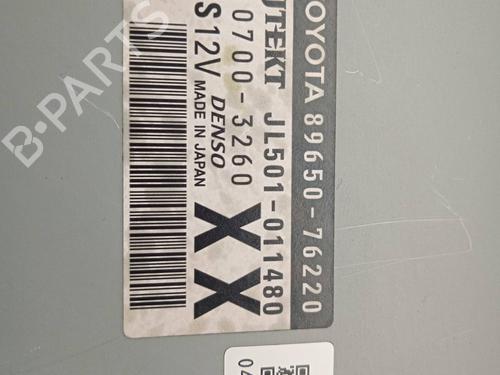 TOYOTA 89650-76220
JTEKT JL501-011480
0700-3260
S12V DENSO MADE IN JAPAN
XX
04
B-Parts